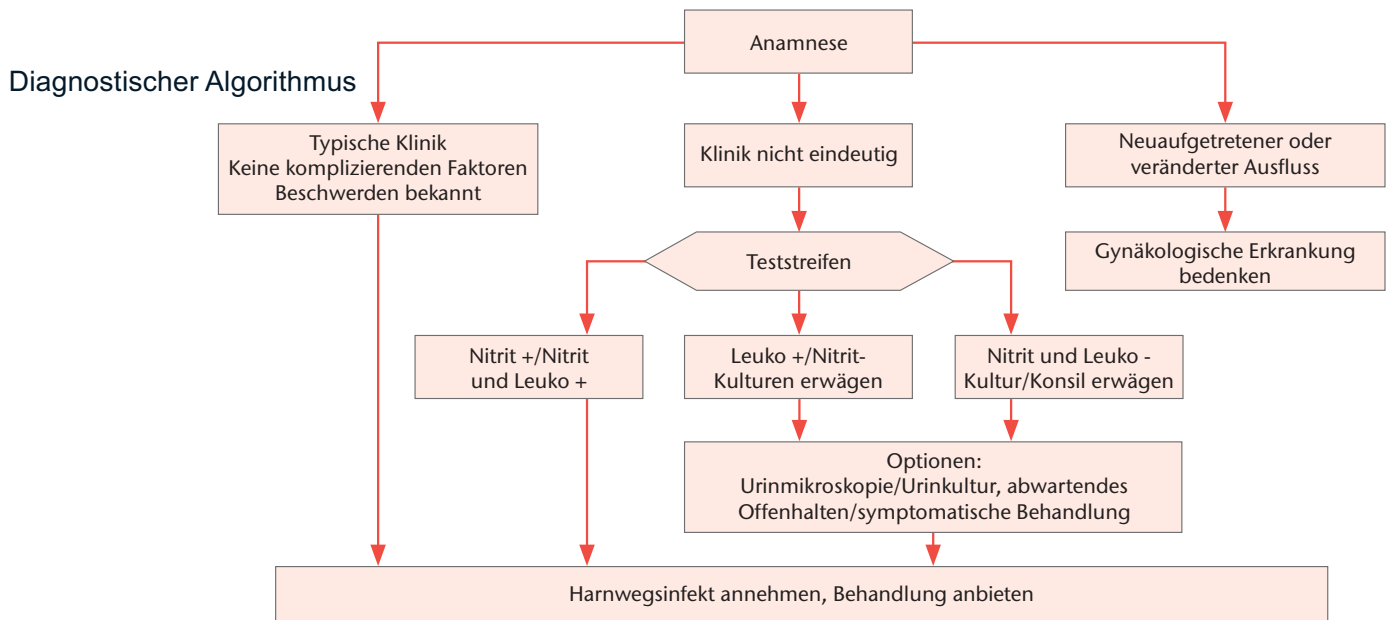 Anamnese
Diagnostischer Algorithmus
Typische Klinik
Keine komplizierenden Faktoren
Beschwerden bekannt
Klinik nicht eindeutig
Neuaufgetretener oder
veränderter Ausfluss
Teststreifen
Gynäkologische Erkrankung
bedenken
Nitrit +/Nitrit
und Leuko +
Leuko +/Nitrit-
Kulturen erwägen
Nitrit und Leuko -
Kultur/Konsil erwägen
Optionen:
Urinmikroskopie/Urinkultur, abwartendes
Offenhalten/symptomatische Behandlung
Harnwegsinfekt annehmen, Behandlung anbieten